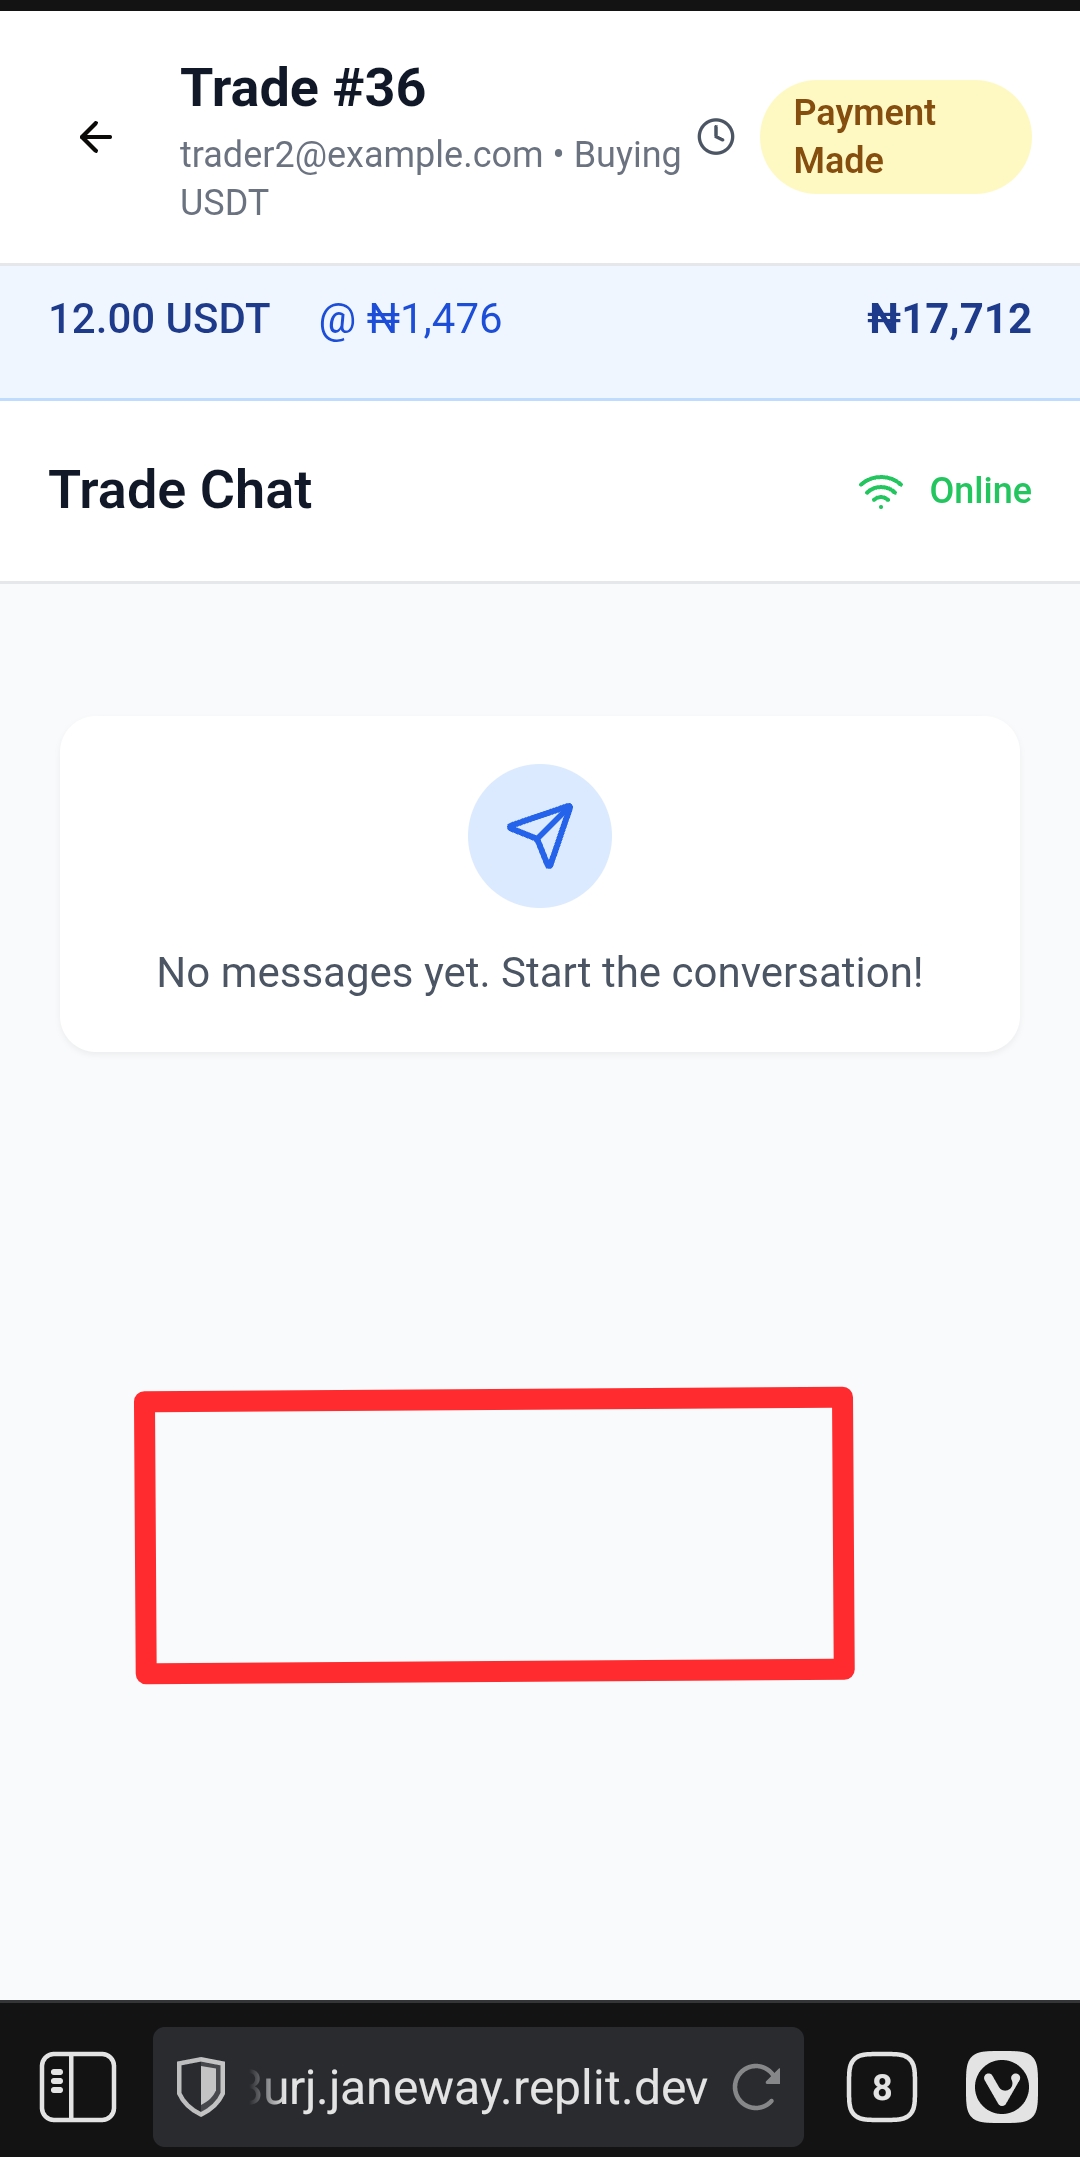 Trade #36
trader2@example.com • Buying
USDT
Payment
Made
12.00 USDT @ ₦1,476 ₦17,712
Trade Chat
Online
No messages yet. Start the conversation!
urj.janeway.replit.dev
8